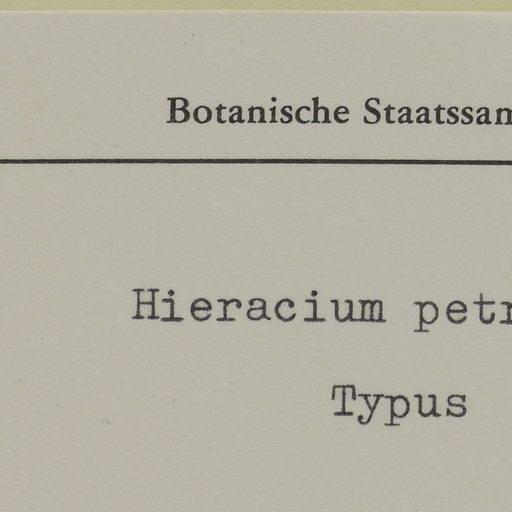 Botanische Staatssam
Hieracium petr
Typus